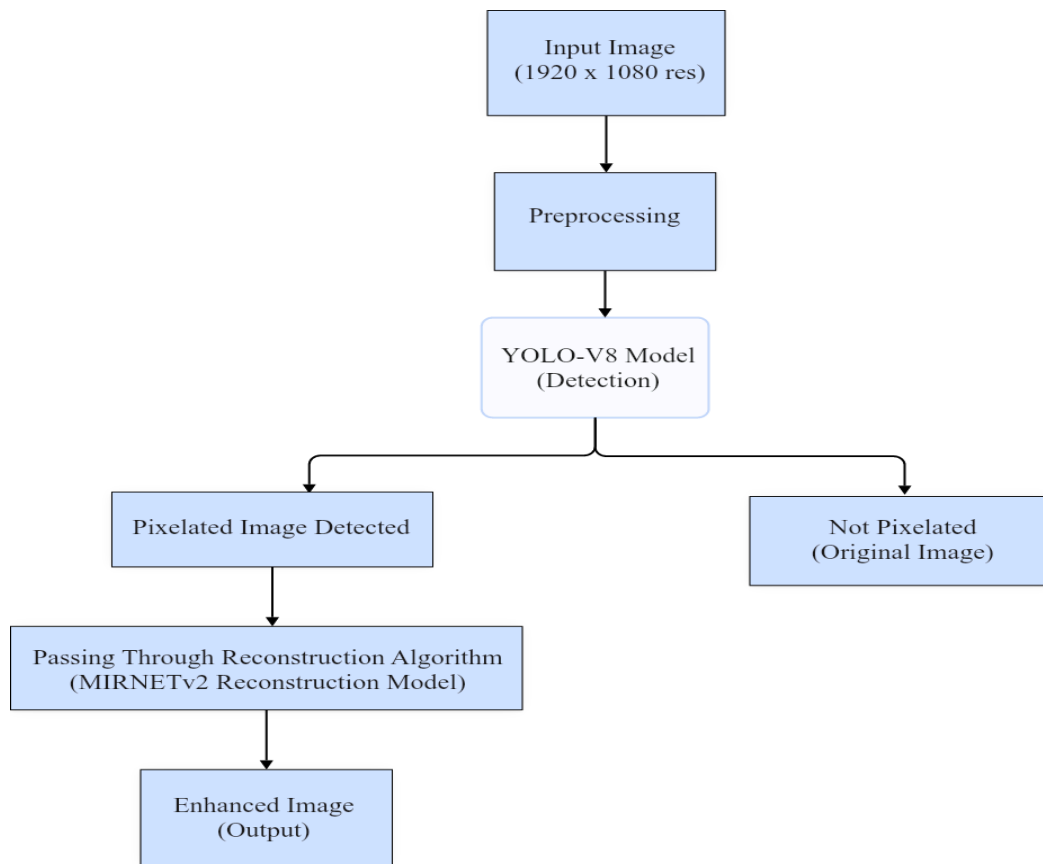 Input Image
(1920 x 1080 res)
Preprocessing
YOLO-V8 Model
(Detection)
Pixelated Image Detected
Not Pixelated
(Original Image)
Passing Through Reconstruction Algorithm
(MIRNETv2 Reconstruction Model)
Enhanced Image
(Output)